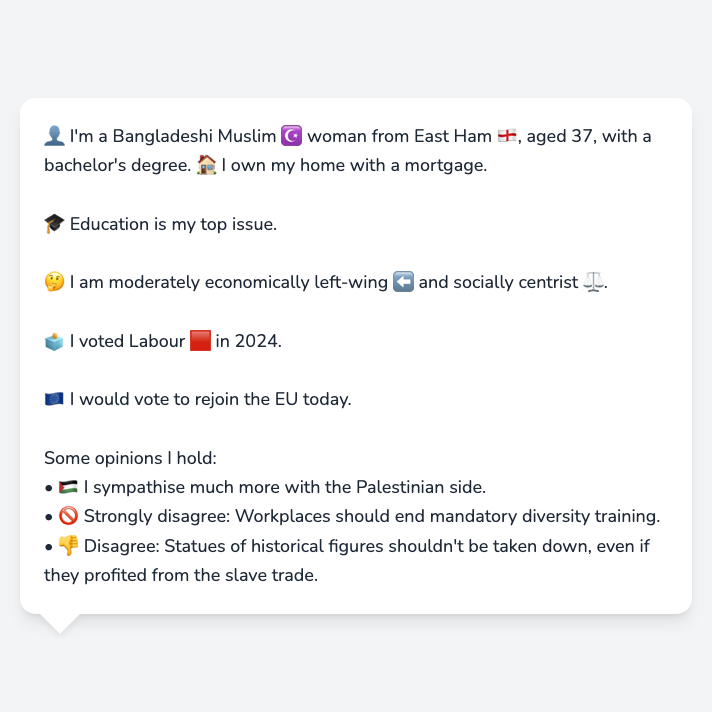 👤 I'm a Bangladeshi Muslim ☪️ woman from East Ham 🏴󠁧󠁢󠁥󠁮󠁧󠁿, aged 37, with a
bachelor's degree. 🏠 I own my home with a mortgage.
🎓 Education is my top issue.
🤔 I am moderately economically left-wing ⬅️ and socially centrist ⚖️.
🗳️ I voted Labour 🟥 in 2024.
🇪🇺 I would vote to rejoin the EU today.
Some opinions I hold:
• 🇵🇸 I sympathise much more with the Palestinian side.
• 🚫 Strongly disagree: Workplaces should end mandatory diversity training.
• 👎 Disagree: Statues of historical figures shouldn't be taken down, even if
they profited from the slave trade.